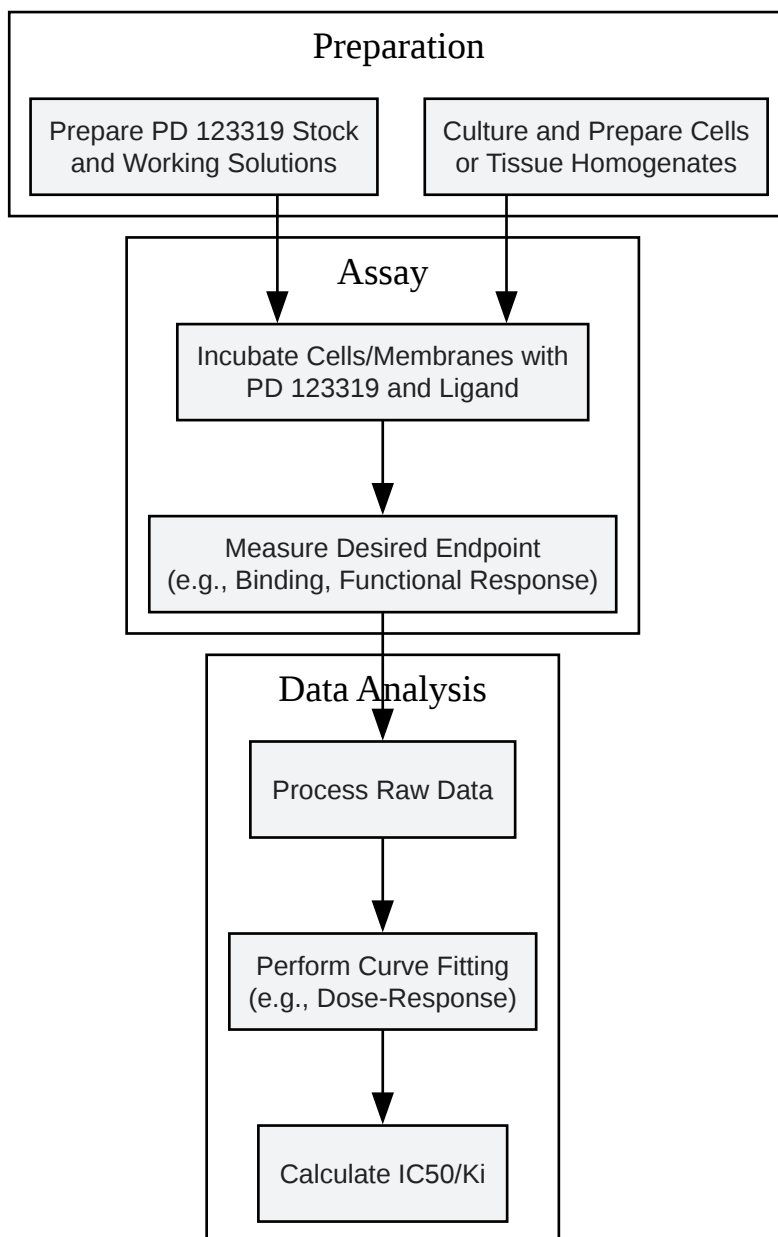 Preparation
Prepare PD 123319 Stock
and Working Solutions
Culture and Prepare Cells
or Tissue Homogenates
Assay
Incubate Cells/Membranes with
PD 123319 and Ligand
Measure Desired Endpoint
(e.g., Binding, Functional Response)
Data Analysis
Process Raw Data
Perform Curve Fitting
(e.g., Dose-Response)
Calculate IC50/Ki